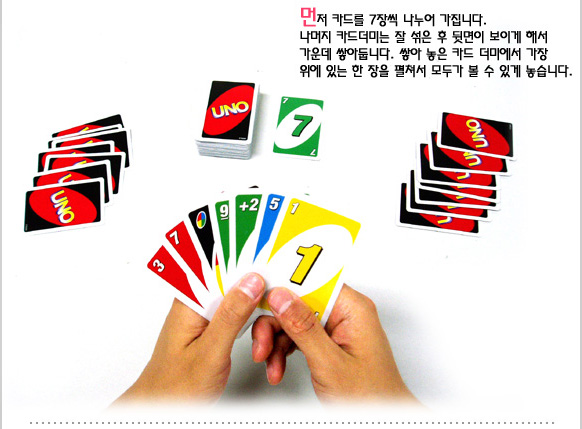 먼저 카드를 7장씩 나누어 가집니다.
나머지 카드더미는 잘 섞은 후 뒷면이 보이게 해서
가운데 쌓아둡니다. 쌓아 놓은 카드 더미에서 가장
위에 있는 한 장을 펼쳐서 모두가 볼 수 있게 놓습니다.
UNO
7
7
7
UNO
UNO
3
7
9
+2
5
1
1